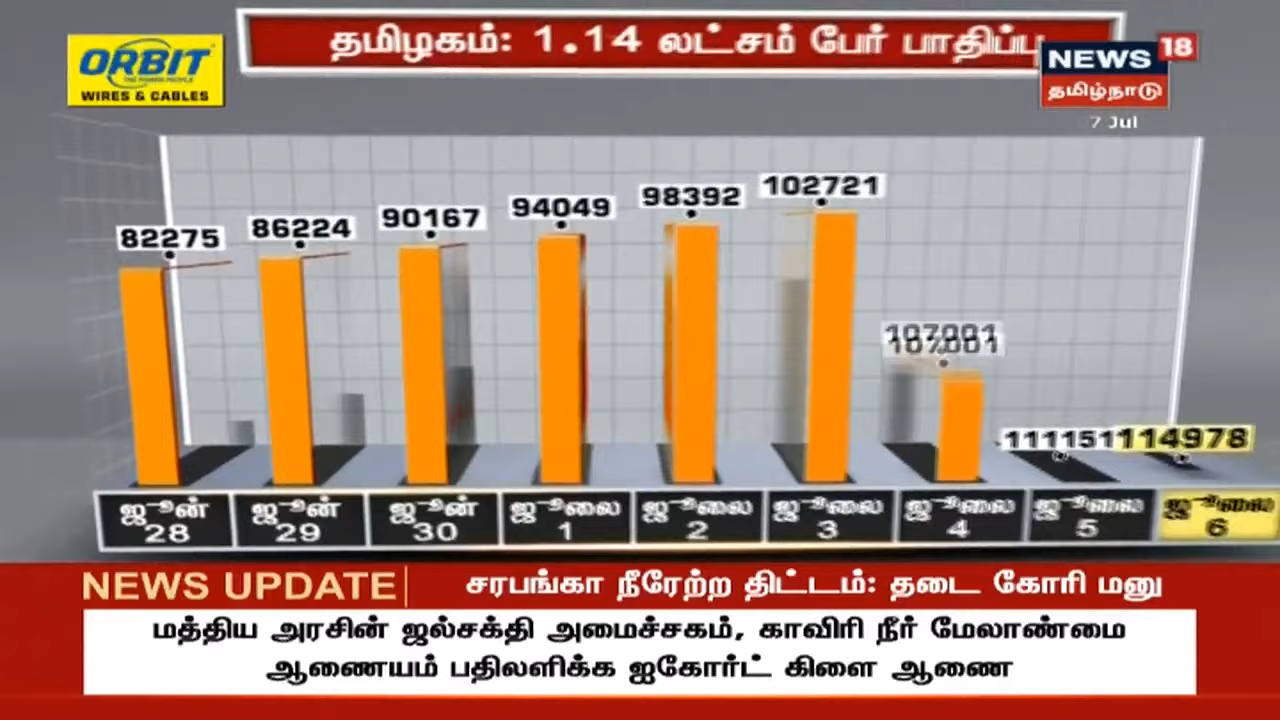 ORBIT
WIRES & CABLES
தமிழகம்: 1.14 லட்சம் பேர் பாதிப்பு
NEWS 18
தமிழ்நாடு
7 Jul
82275
86224
90167
94049
98392
102721
107001
111151
114978
ஜூன் 28
ஜூன் 29
ஜூன் 30
ஜூலை 1
ஜூலை 2
ஜூலை 3
ஜூலை 4
ஜூலை 5
ஜூலை 6
NEWS UPDATE
சரபங்கா நீரேற்ற திட்டம்: தடை கோரி மனு
மத்திய அரசின் ஜல்சக்தி அமைச்சகம், காவிரி நீர் மேலாண்மை
ஆணையம் பதிலளிக்க ஐகோர்ட் கிளை ஆணை